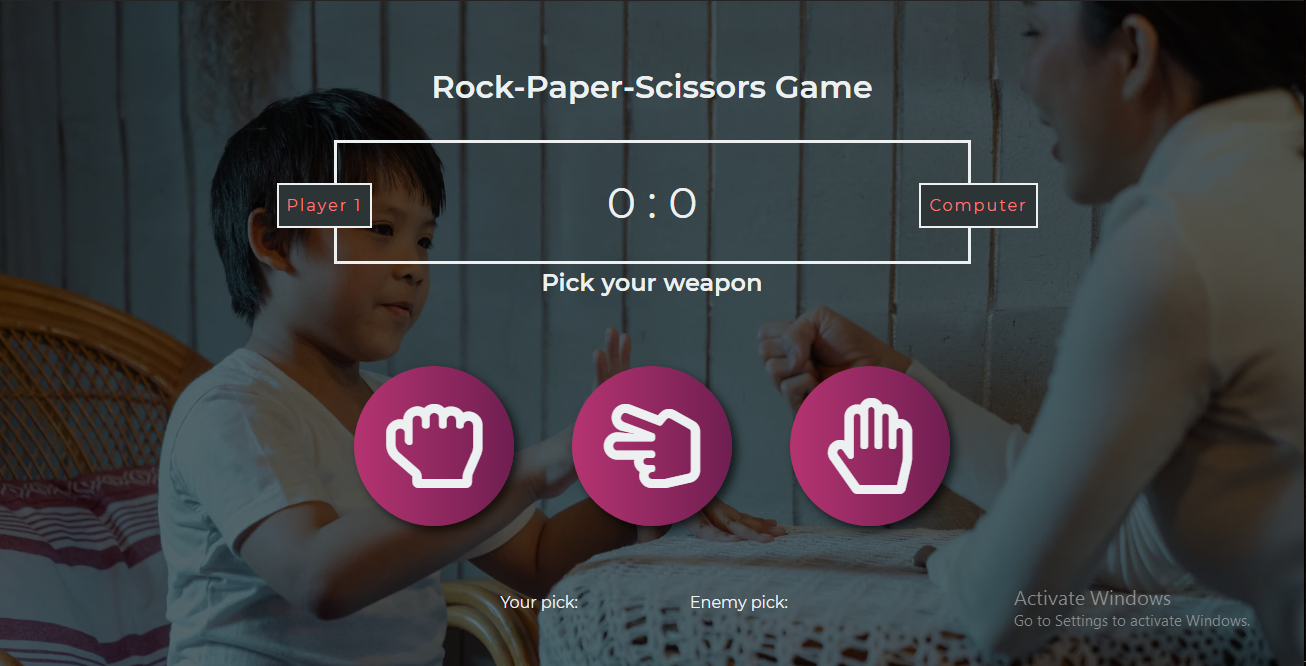 Rock-Paper-Scissors Game
Player 1
0 : 0
Computer
Pick your weapon
Your pick:
Enemy pick:
Activate Windows
Go to Settings to activate Windows.